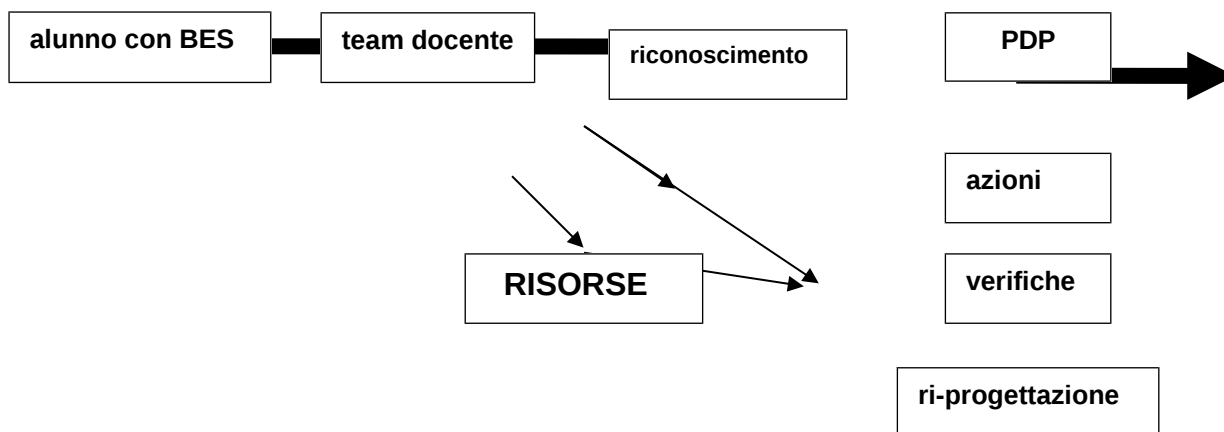 alunno con BES
team docente
riconoscimento
PDP
azioni
RISORSE
verifiche
ri-progettazione